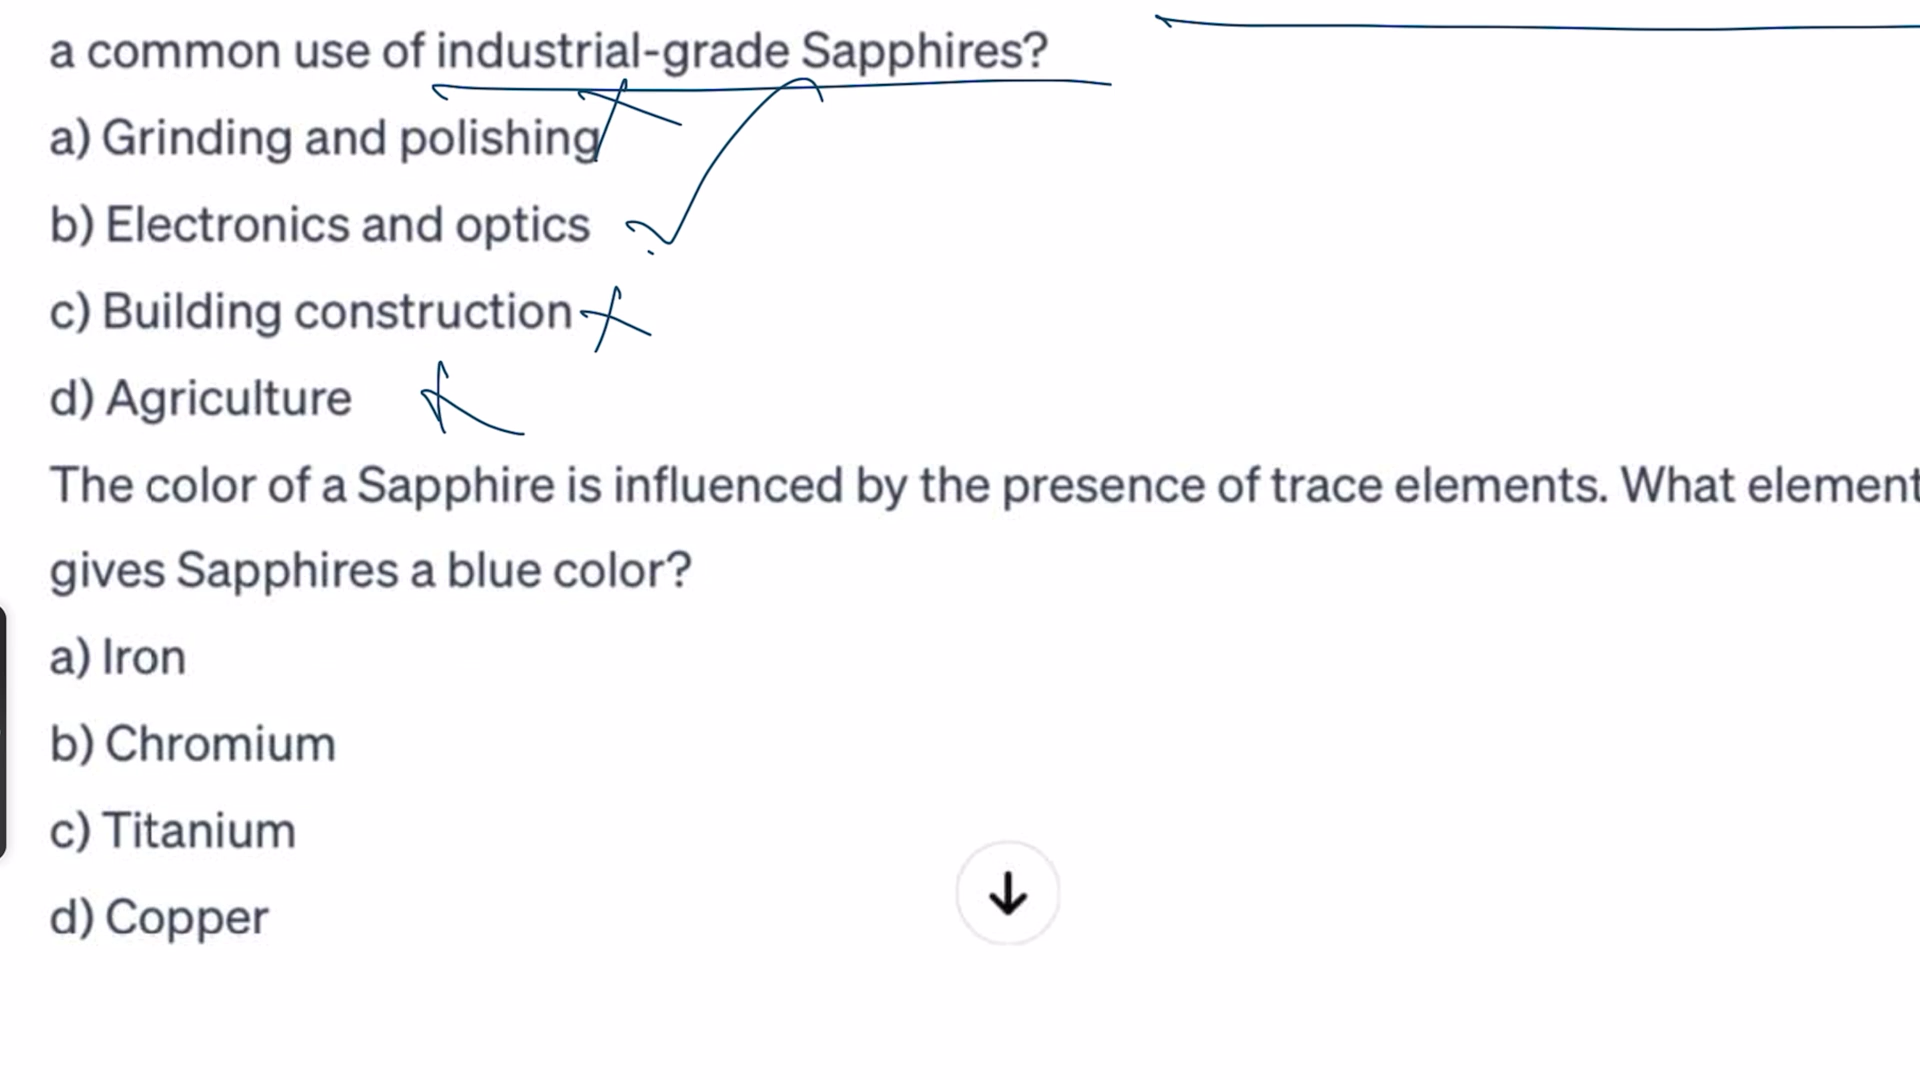 a common use of industrial-grade Sapphires?
a) Grinding and polishing
b) Electronics and optics
c) Building construction
d) Agriculture
The color of a Sapphire is influenced by the presence of trace elements. What element
gives Sapphires a blue color?
a) Iron
b) Chromium
c) Titanium
d) Copper